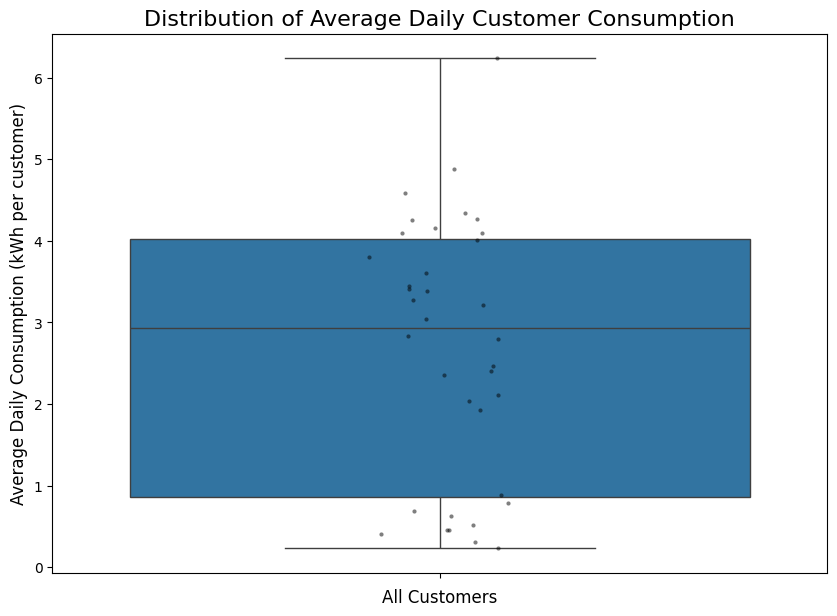 Distribution of Average Daily Customer Consumption
Average Daily Consumption (kWh per customer)
6
5
4
3
2
1
0
All Customers